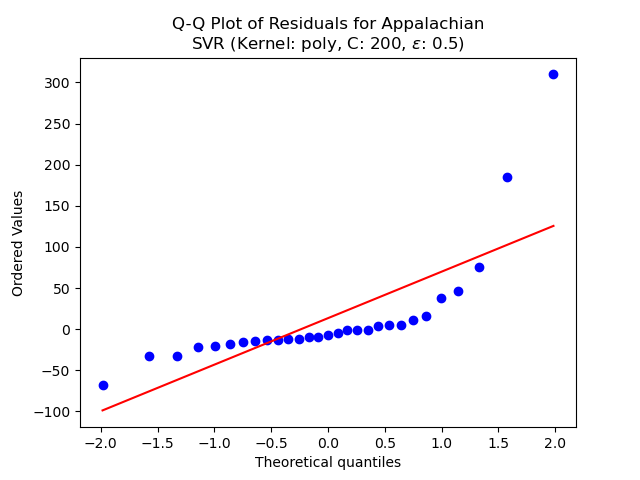 Q-Q Plot of Residuals for Appalachian
SVR (Kernel: poly, C: 200, ε: 0.5)
300
250
200
150
100
50
0
−50
−100
Ordered Values
−2.0 −1.5 −1.0 −0.5 0.0 0.5 1.0 1.5 2.0
Theoretical quantiles